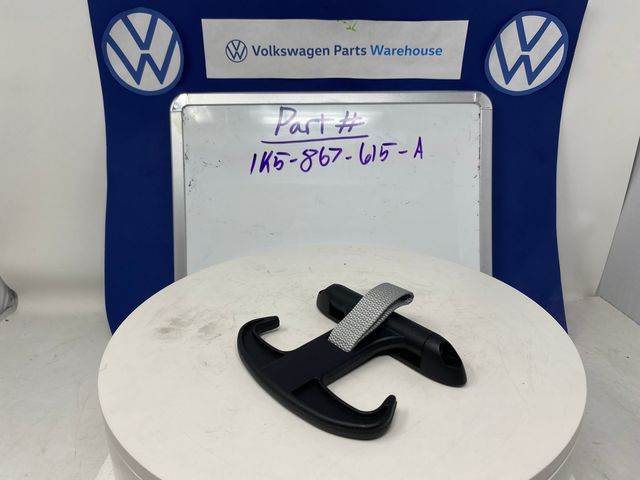 Volkswagen Parts Warehouse
Part #
1K5-867-615-A